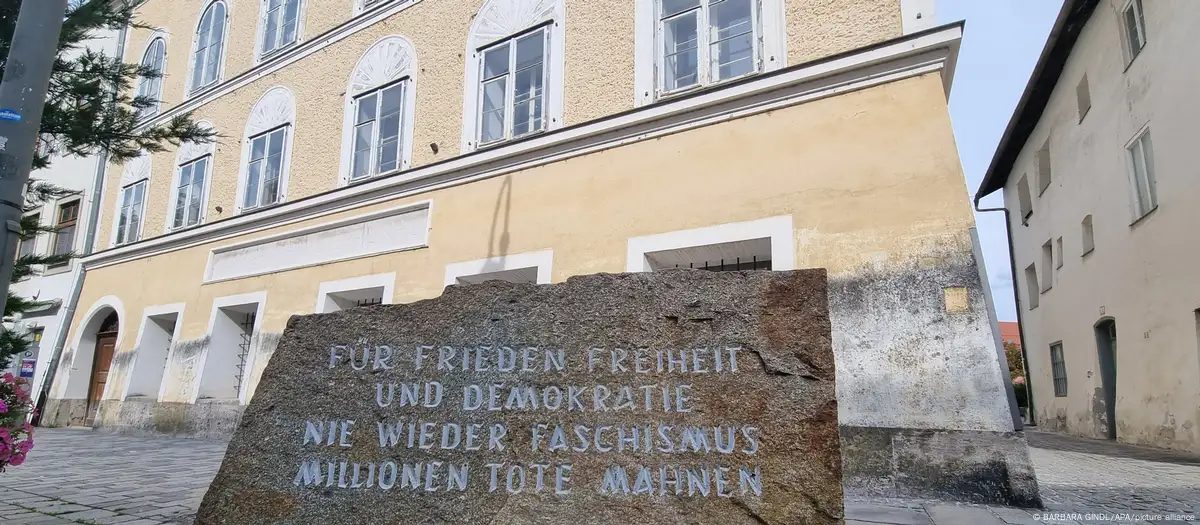 FÜR FRIEDEN FREIHEIT
UND DEMOKRATIE
NIE WIEDER FASCHISMUS
MILLIONEN TOTE MAHNEN
© BARBARA GINDL/APA/picture alliance